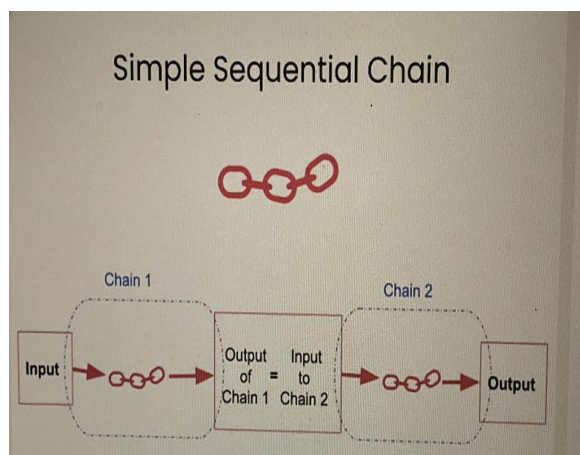 Simple Sequential Chain
Chain 1
Chain 2
Input
Output Input
of = to
Chain 1 Chain 2
Output